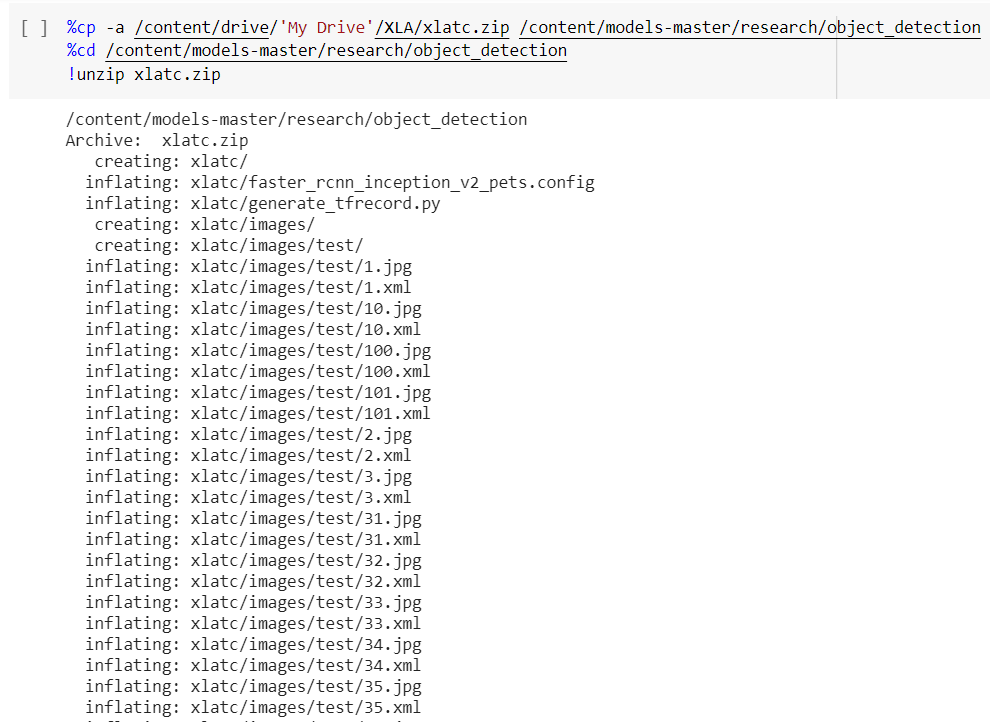 [ ] %cp -a /content/drive/'My Drive'/XLA/xlatc.zip /content/models-master/research/object_detection
%cd /content/models-master/research/object_detection
!unzip xlatc.zip
/content/models-master/research/object_detection
Archive:  xlatc.zip
   creating: xlatc/
  inflating: xlatc/faster_rcnn_inception_v2_pets.config
  inflating: xlatc/generate_tfrecord.py
   creating: xlatc/images/
   creating: xlatc/images/test/
  inflating: xlatc/images/test/1.jpg
  inflating: xlatc/images/test/1.xml
  inflating: xlatc/images/test/10.jpg
  inflating: xlatc/images/test/10.xml
  inflating: xlatc/images/test/100.jpg
  inflating: xlatc/images/test/100.xml
  inflating: xlatc/images/test/101.jpg
  inflating: xlatc/images/test/101.xml
  inflating: xlatc/images/test/2.jpg
  inflating: xlatc/images/test/2.xml
  inflating: xlatc/images/test/3.jpg
  inflating: xlatc/images/test/3.xml
  inflating: xlatc/images/test/31.jpg
  inflating: xlatc/images/test/31.xml
  inflating: xlatc/images/test/32.jpg
  inflating: xlatc/images/test/32.xml
  inflating: xlatc/images/test/33.jpg
  inflating: xlatc/images/test/33.xml
  inflating: xlatc/images/test/34.jpg
  inflating: xlatc/images/test/34.xml
  inflating: xlatc/images/test/35.jpg
  inflating: xlatc/images/test/35.xml